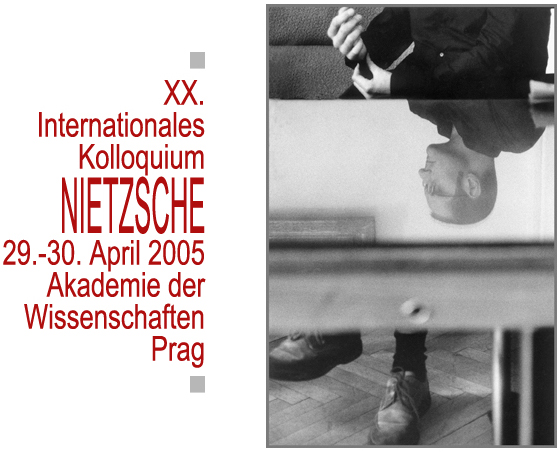 XX.
Internationales
Kolloquium
NIETZSCHE
29.-30. April 2005
Akademie der
Wissenschaften
Prag